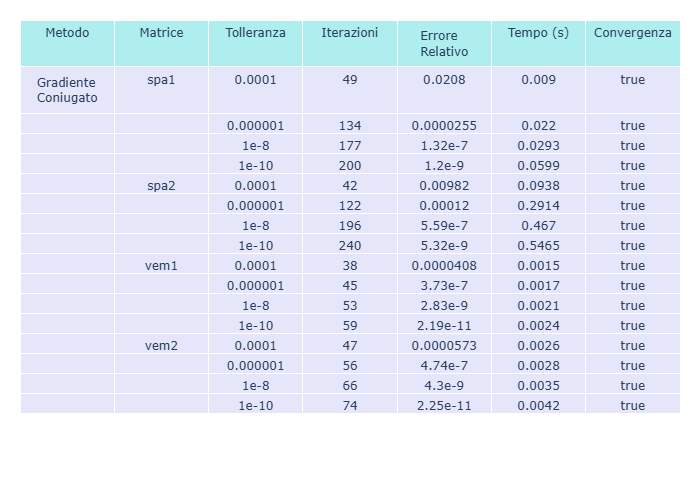 Metodo Matrice Tolleranza Iterazioni Errore Relativo Tempo (s) Convergenza
Gradiente Coniugato spa1 0.0001 49 0.0208 0.009 true
0.000001 134 0.0000255 0.022 true
1e-8 177 1.32e-7 0.0293 true
1e-10 200 1.2e-9 0.0599 true
spa2 0.0001 42 0.00982 0.0938 true
0.000001 122 0.00012 0.2914 true
1e-8 196 5.59e-7 0.467 true
1e-10 240 5.32e-9 0.5465 true
vem1 0.0001 38 0.0000408 0.0015 true
0.000001 45 3.73e-7 0.0017 true
1e-8 53 2.83e-9 0.0021 true
1e-10 59 2.19e-11 0.0024 true
vem2 0.0001 47 0.0000573 0.0026 true
0.000001 56 4.74e-7 0.0028 true
1e-8 66 4.3e-9 0.0035 true
1e-10 74 2.25e-11 0.0042 true